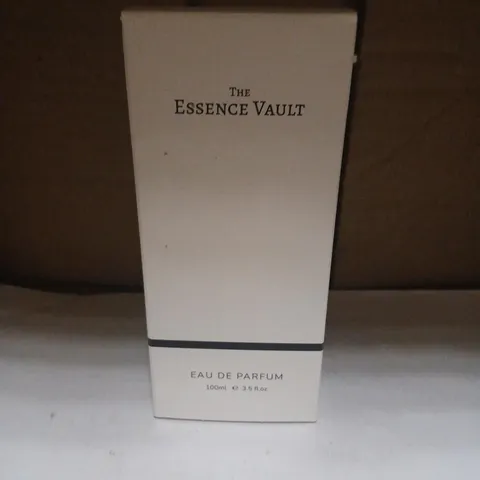 The
Essence Vault
EAU DE PARFUM
100ml ℮ 3.5 fl.oz